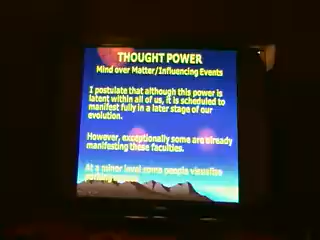 THOUGHT POWER
Mind over Matter/Influencing Events
I postulate that although this power is
latent within all of us, it is scheduled to
manifest fully in a later stage of our
evolution.
However, exceptionally some are already
manifesting these faculties.
At a minor level some people visualise